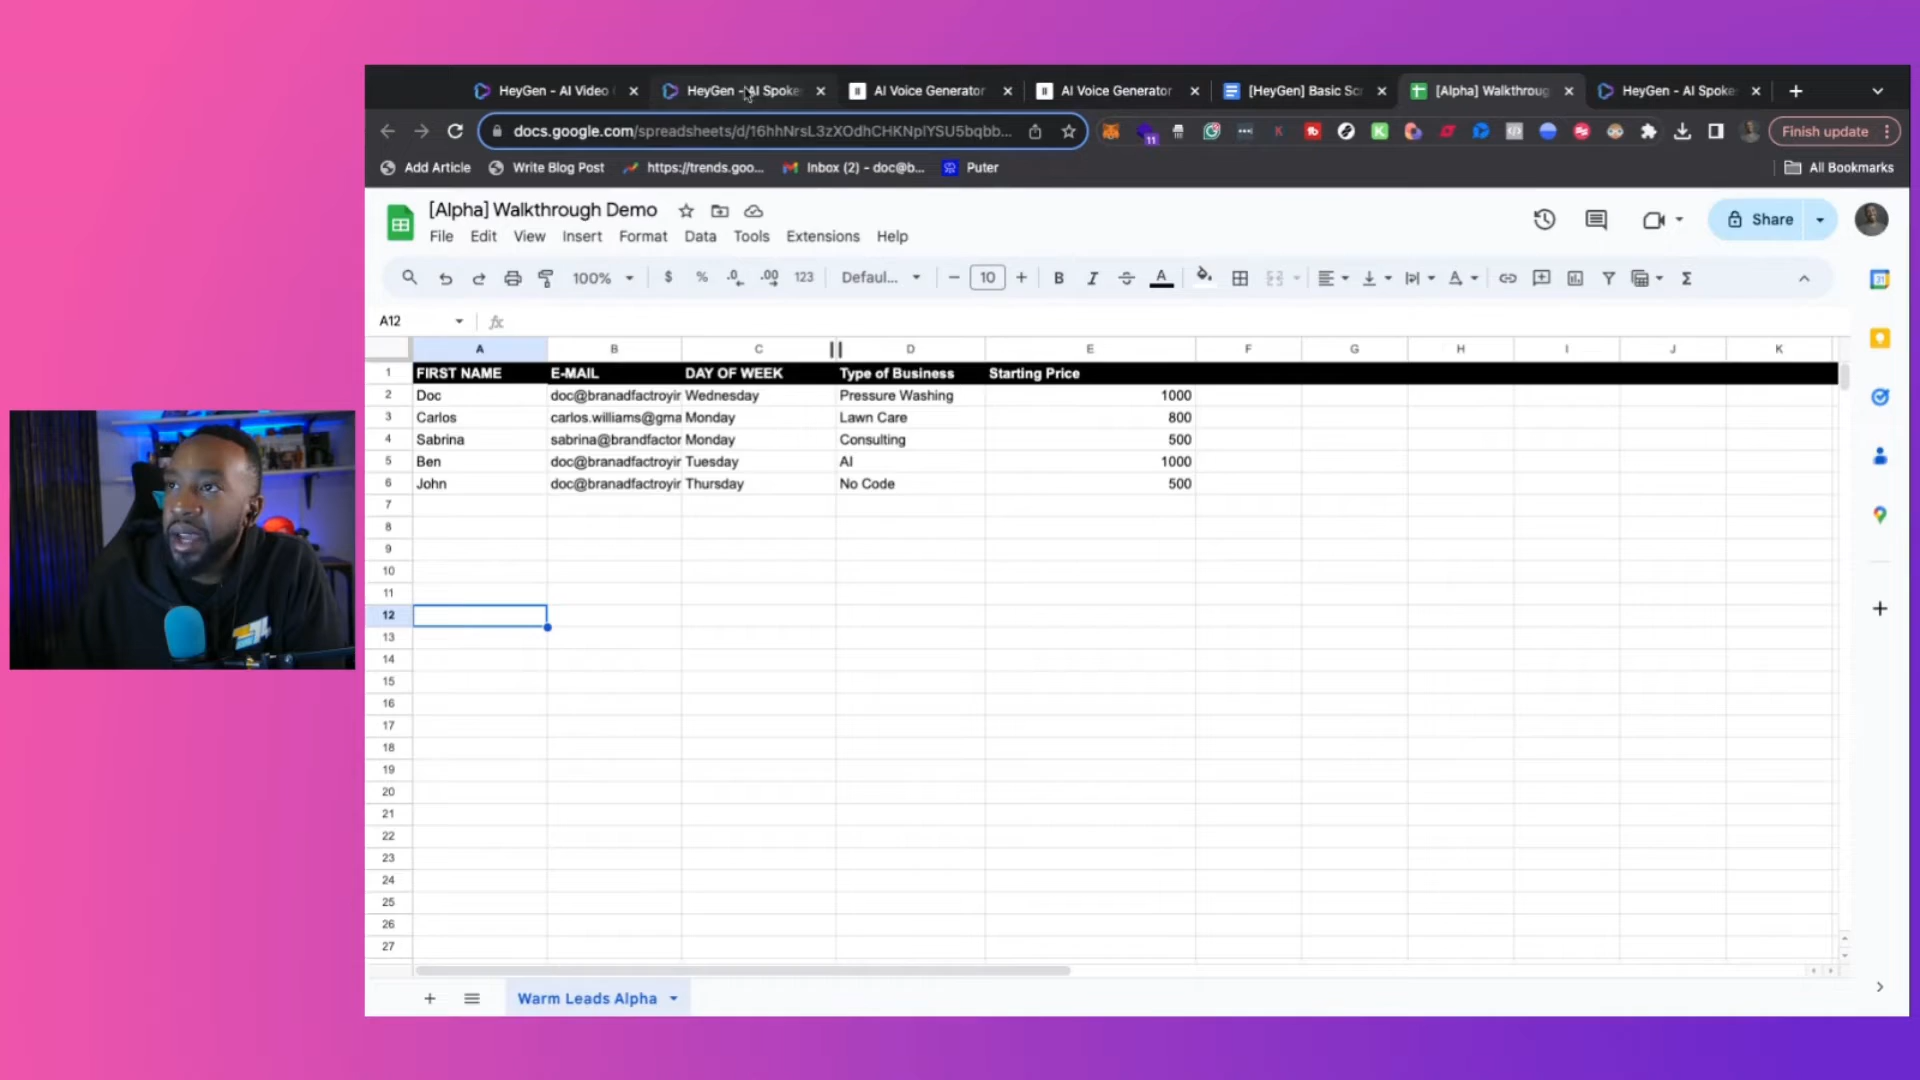 HeyGen - AI Video
HeyGen - AI Spoke
AI Voice Generator
AI Voice Generator
[HeyGen] Basic Scr
[Alpha] Walkthroug
HeyGen - AI Spoke
docs.google.com/spreadsheets/d/16hhNrsL3zXOdhCHKNplYSU5bqbb...
11
Finish update
Add Article
Write Blog Post
https://trends.goo...
Inbox (2) - doc@b...
Puter
All Bookmarks
[Alpha] Walkthrough Demo
File Edit View Insert Format Data Tools Extensions Help
Share
100% $ % .0 .00 123 Defaul... 10 B I A
A12
A B C D E F G H I J K
1 FIRST NAME E-MAIL DAY OF WEEK Type of Business Starting Price
2 Doc doc@branadfactroyir Wednesday Pressure Washing 1000
3 Carlos carlos.williams@gma Monday Lawn Care 800
4 Sabrina sabrina@brandfactor Monday Consulting 500
5 Ben doc@branadfactroyir Tuesday AI 1000
6 John doc@branadfactroyir Thursday No Code 500
7
8
9
10
11
12
13
14
15
16
17
18
19
20
21
22
23
24
25
26
27
Warm Leads Alpha